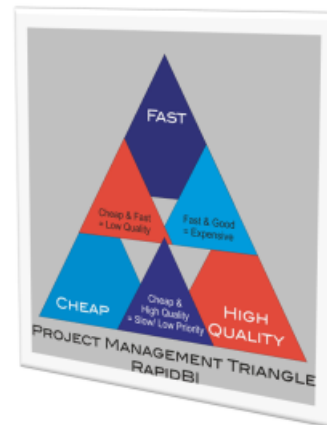 FAST
Cheap & Fast
= Low Quality
Fast & Good
= Expensive
CHEAP
Cheap &
High Quality
= Slow/ Low Priority
HIGH
QUALITY
PROJECT MANAGEMENT TRIANGLE
RAPIDBI